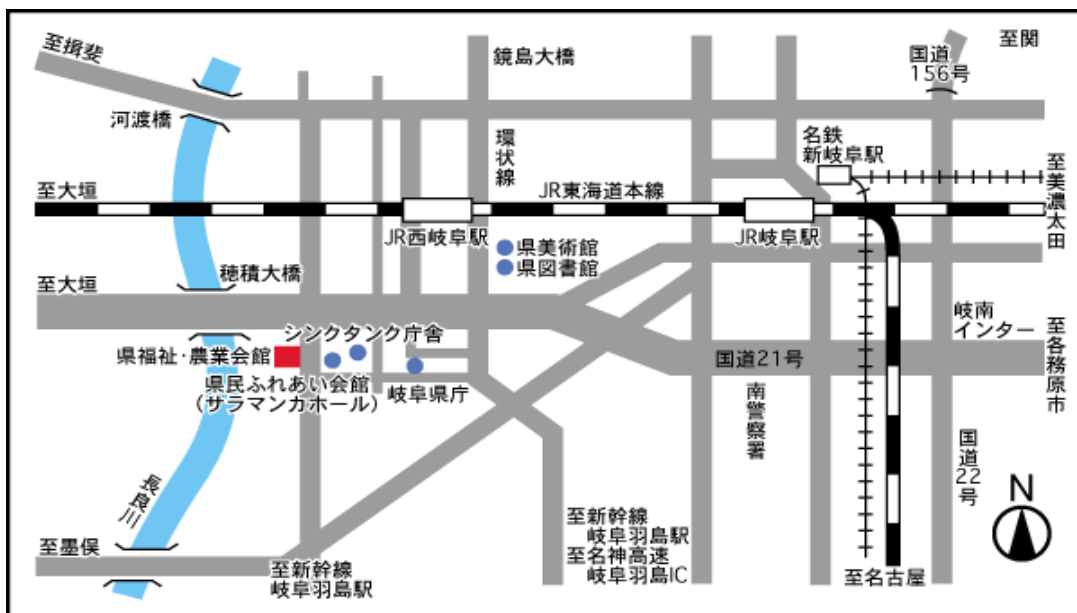 至揖斐
鏡島大橋
国道
156号
至関
河渡橋
環状線
名鉄
新岐阜駅
至美濃太田
至大垣
JR東海道本線
JR西岐阜駅
JR岐阜駅
県美術館
県図書館
穂積大橋
至大垣
岐南
インター
シンクタンク庁舎
県福祉・農業会館
国道21号
至各務原市
県民ふれあい会館
(サラマンカホール)
岐阜県庁
南警察署
国道22号
長良川
N
至新幹線
岐阜羽島駅
至名神高速
岐阜羽島IC
至墨俣
至新幹線
岐阜羽島駅
至名古屋